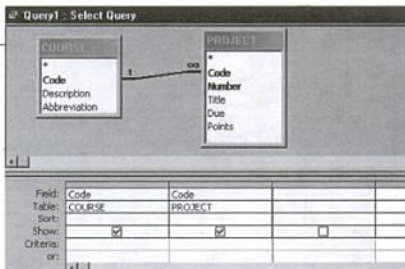 Query1 : Select Query
COURSE
*
Code
Description
Abbreviation
1
∞
PROJECT
*
Code
Number
Title
Due
Points
Field: Code Code
Table: COURSE PROJECT
Sort:
Show:
Criteria:
or: